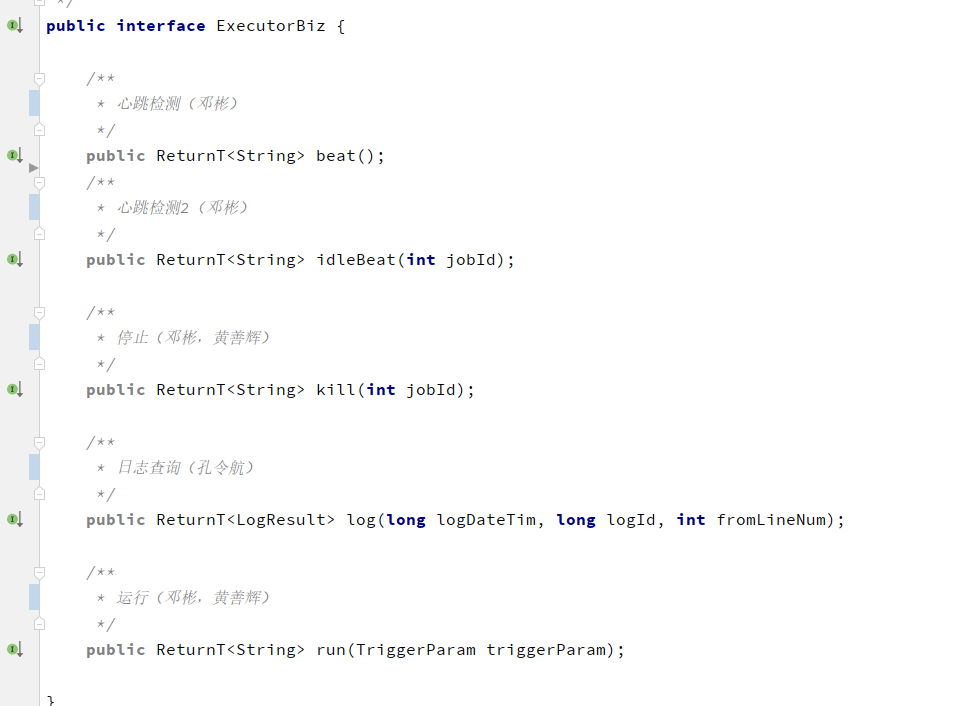 */
public interface ExecutorBiz {
/**
* 心跳检测（邓彬）
*/
public ReturnT<String> beat();
/**
* 心跳检测2（邓彬）
*/
public ReturnT<String> idleBeat(int jobId);
/**
* 停止（邓彬，黄善辉）
*/
public ReturnT<String> kill(int jobId);
/**
* 日志查询（孔令航）
*/
public ReturnT<LogResult> log(long logDateTim, long logId, int fromLineNum);
/**
* 运行（邓彬，黄善辉）
*/
public ReturnT<String> run(TriggerParam triggerParam);
}